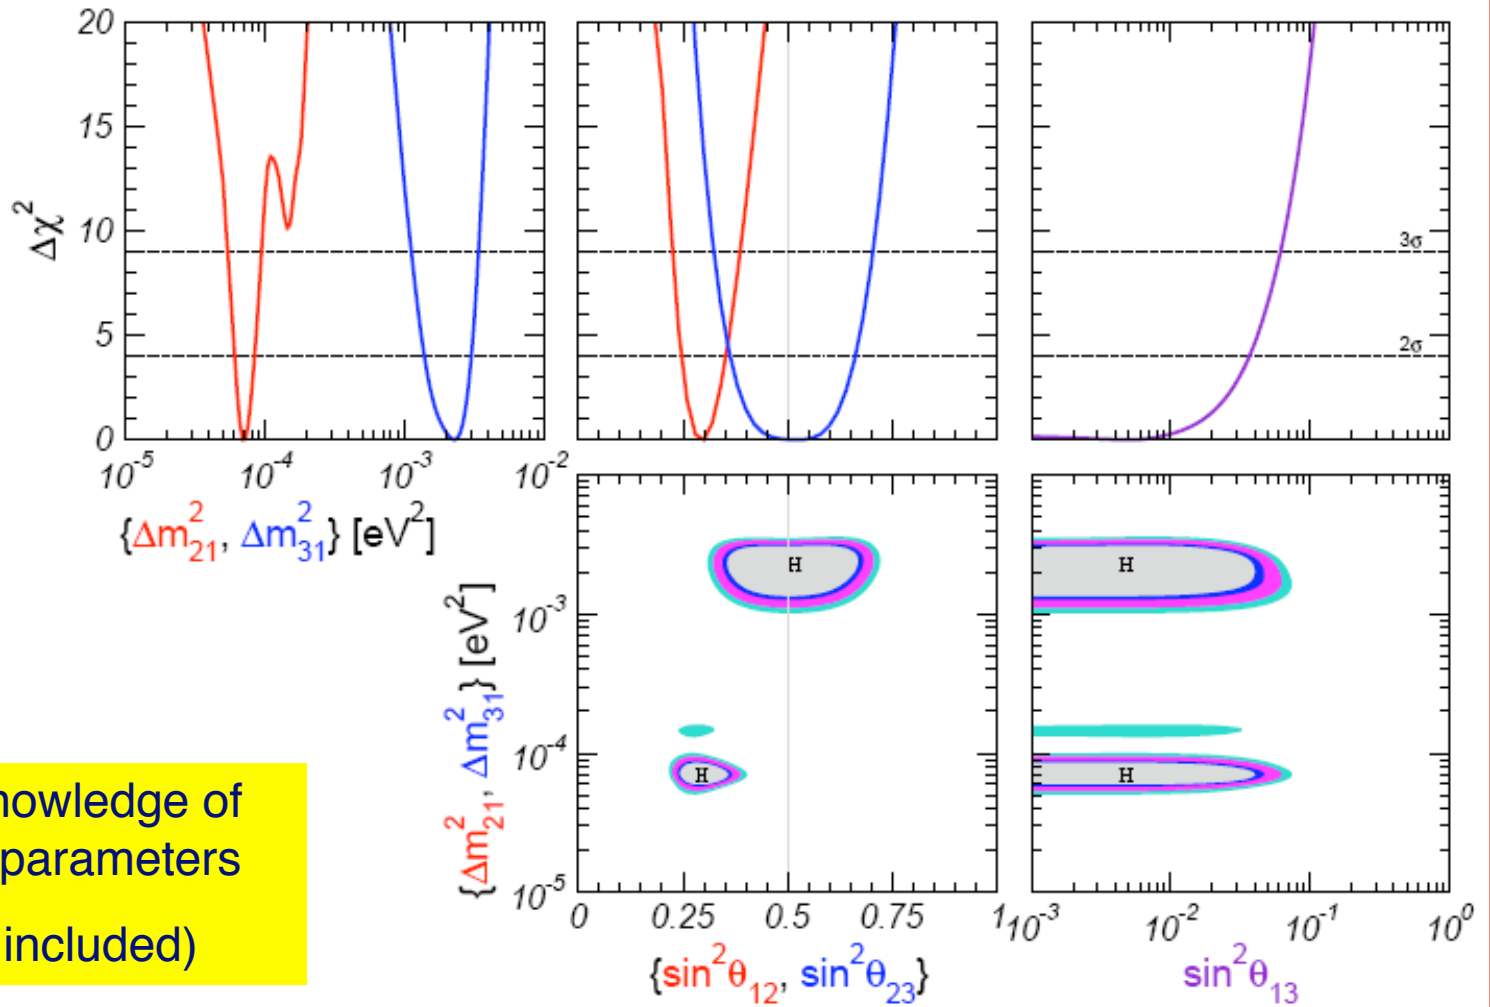 20
15
10
5
0
Δχ²
3σ
2σ
10⁻⁵ 10⁻⁴ 10⁻³ 10⁻²
{Δm²₂₁, Δm²₃₁} [eV²]
{Δm²₂₁, Δm²₃₁} [eV²]
10⁻³
10⁻⁴
10⁻⁵
H
H
H
H
0 0.25 0.5 0.75 1
10⁻³ 10⁻² 10⁻¹ 10⁰
{sin²θ₁₂, sin²θ₂₃}
sin²θ₁₃
nowledge of
parameters
included)